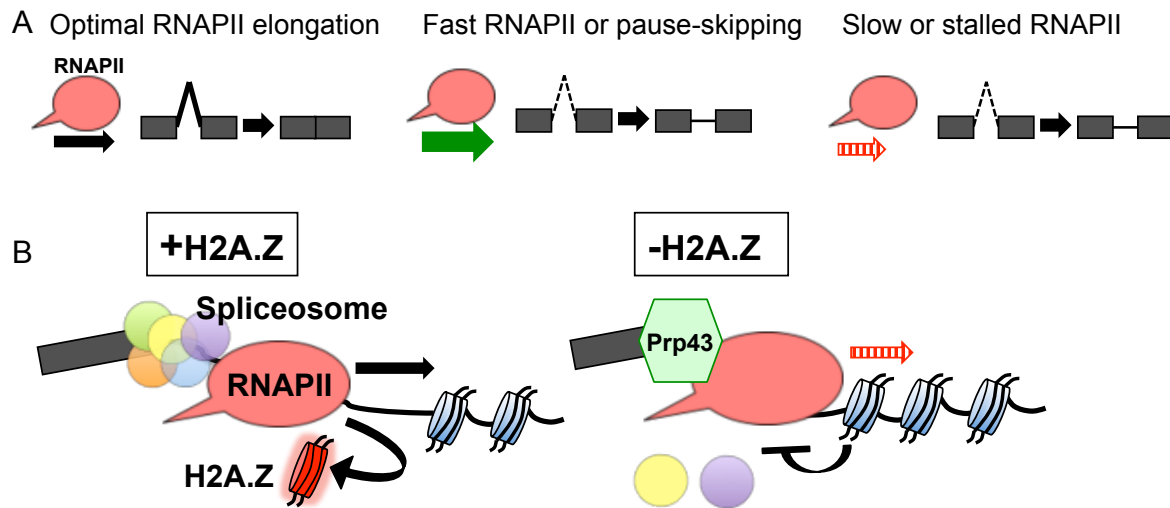 A Optimal RNAPII elongation Fast RNAPII or pause-skipping Slow or stalled RNAPII
RNAPII
B +H2A.Z -H2A.Z
Spliceosome
Prp43
RNAPII
H2A.Z